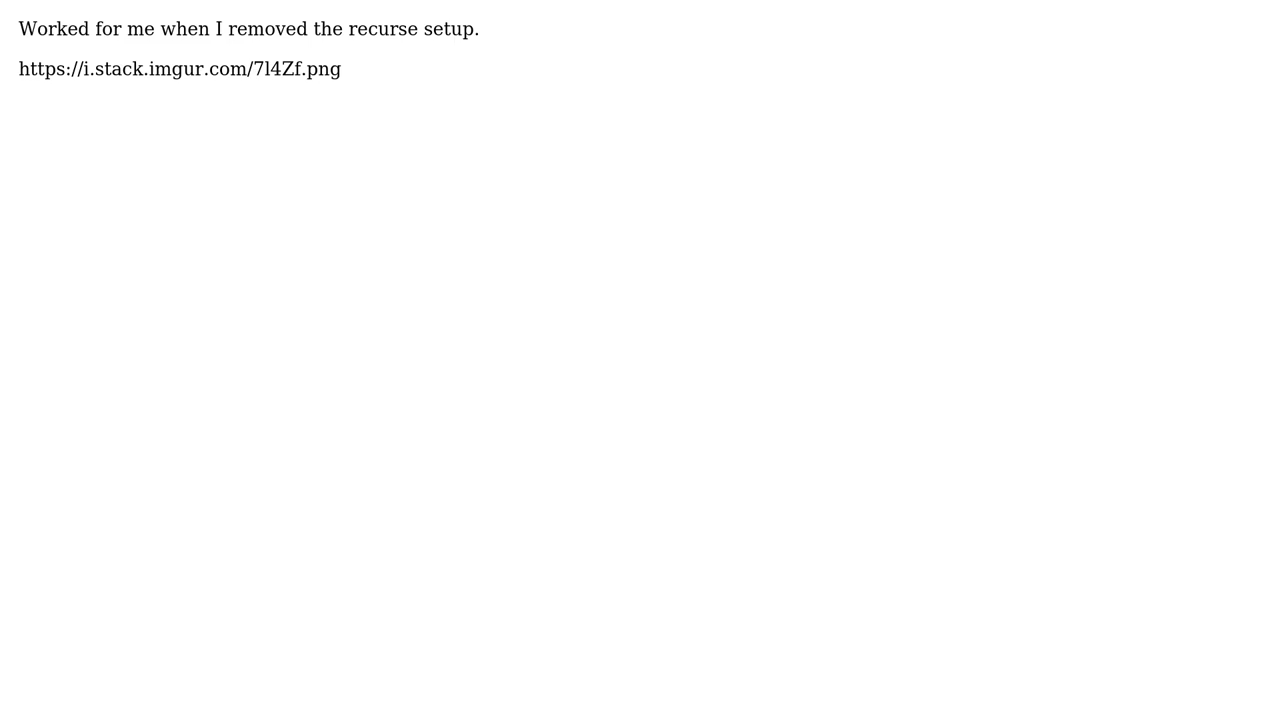 Worked for me when I removed the recurse setup.
https://i.stack.imgur.com/7l4Zf.png